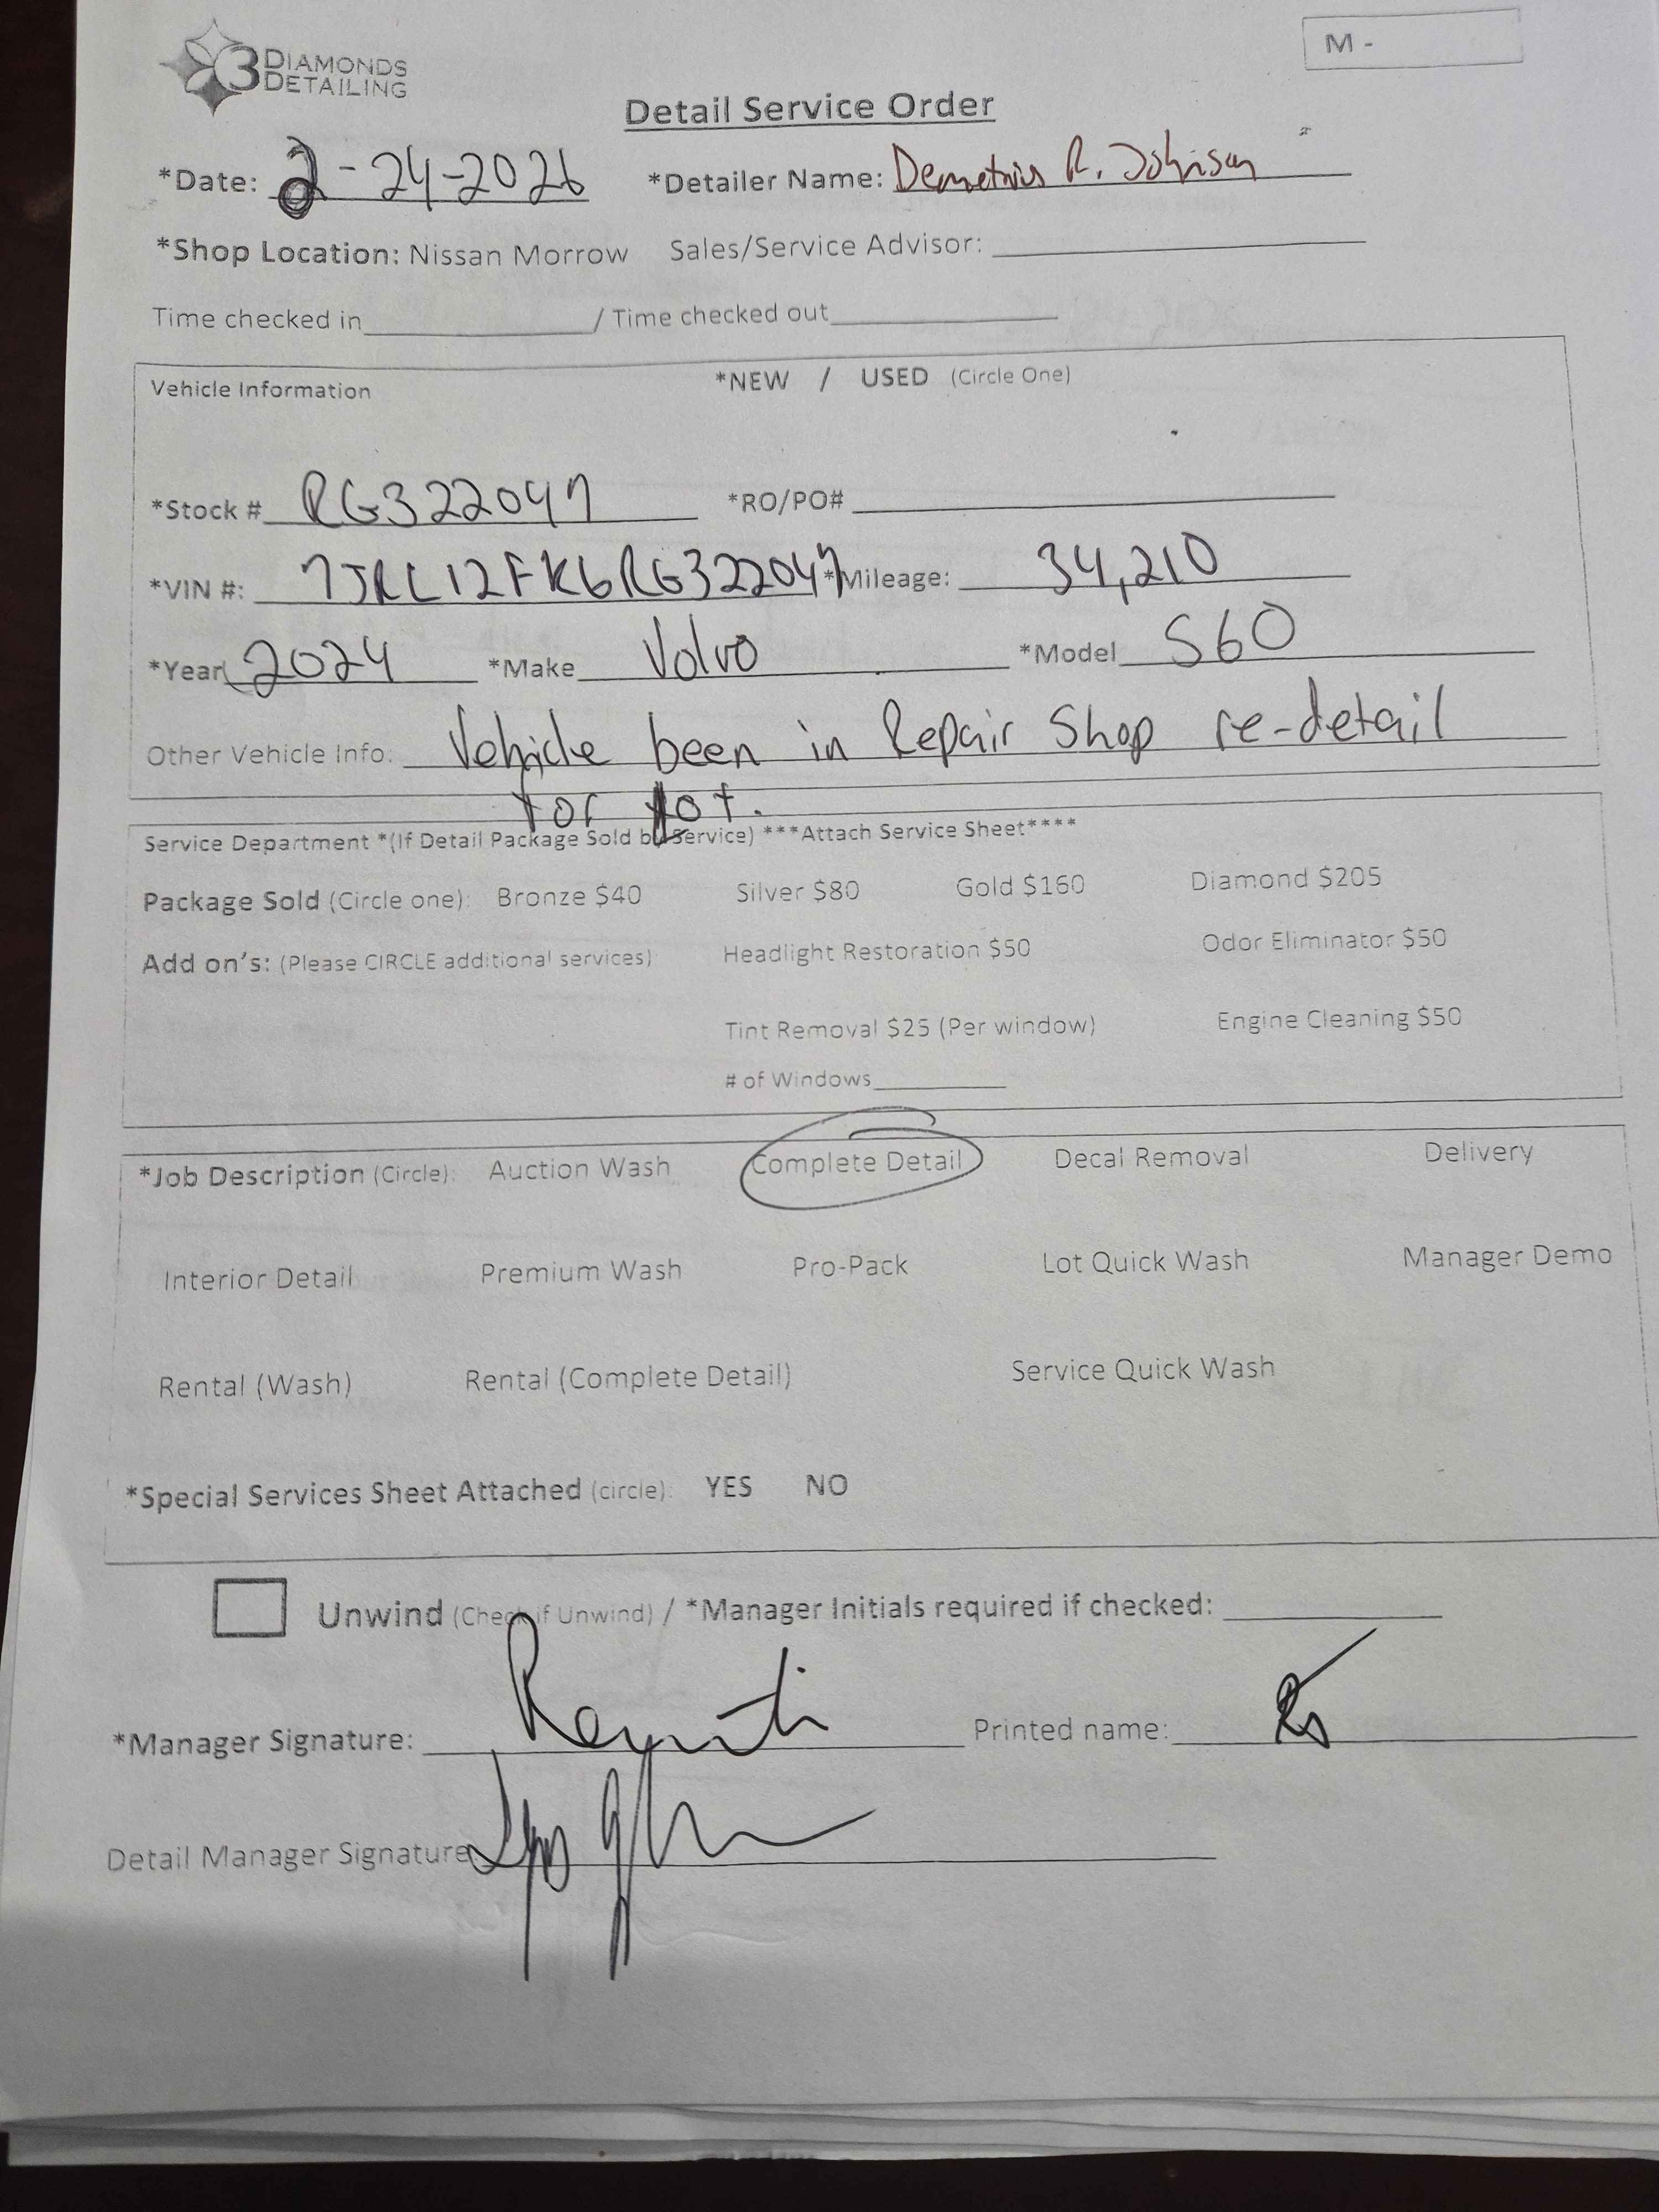 3 DIAMONDS DETAILING
M -
Detail Service Order
*Date: 2-24-2026 *Detailer Name: Demetrius R. Johnson
*Shop Location: Nissan Morrow Sales/Service Advisor:
Time checked in / Time checked out
Vehicle Information *NEW / USED (Circle One)
*Stock # RG322047 *RO/PO#
*VIN #: 7JRL12FK6RG322047 *Mileage: 34,210
*Year 2024 *Make Volvo *Model S60
Other Vehicle Info: Vehicle been in Repair Shop re-detail
for lot.
Service Department *(If Detail Package Sold by Service) ***Attach Service Sheet****
Package Sold (Circle one): Bronze $40 Silver $80 Gold $160 Diamond $205
Add on's: (Please CIRCLE additional services) Headlight Restoration $50 Odor Eliminator $50
Tint Removal $25 (Per window) Engine Cleaning $50
# of Windows
*Job Description (Circle): Auction Wash Complete Detail Decal Removal Delivery
Interior Detail Premium Wash Pro-Pack Lot Quick Wash Manager Demo
Rental (Wash) Rental (Complete Detail) Service Quick Wash
*Special Services Sheet Attached (circle): YES NO
Unwind (Check if Unwind) / *Manager Initials required if checked:
*Manager Signature: Printed name:
Detail Manager Signature: